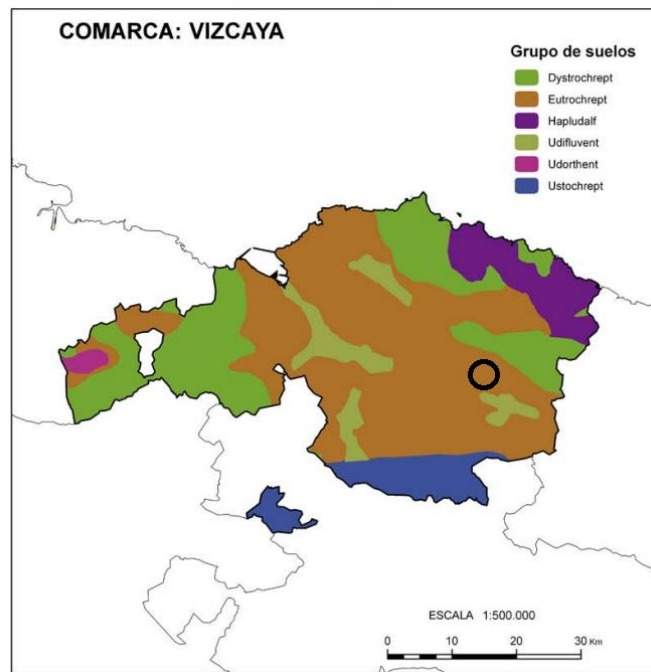 COMARCA: VIZCAYA
Grupo de suelos
Dystrochrept
Eutrochrept
Hapludalf
Udifluvent
Udorthent
Ustochrept
ESCALA 1:500.000
0 10 20 30 Km